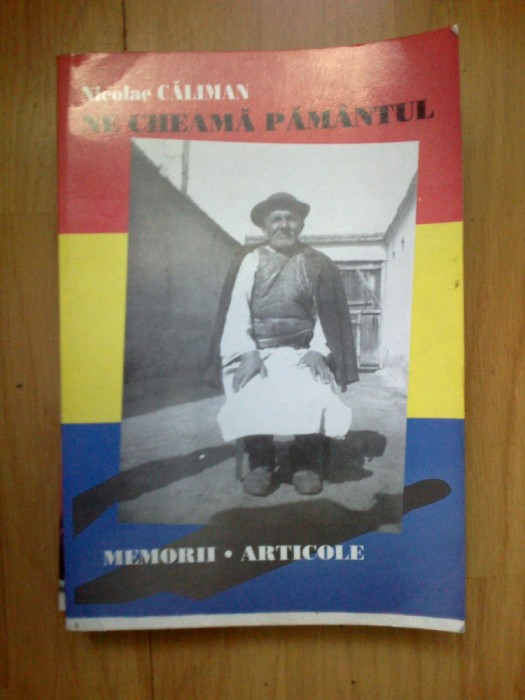 Nicolae CĂLIMAN
NE CHEAMĂ PĂMÂNTUL
MEMORII • ARTICOLE